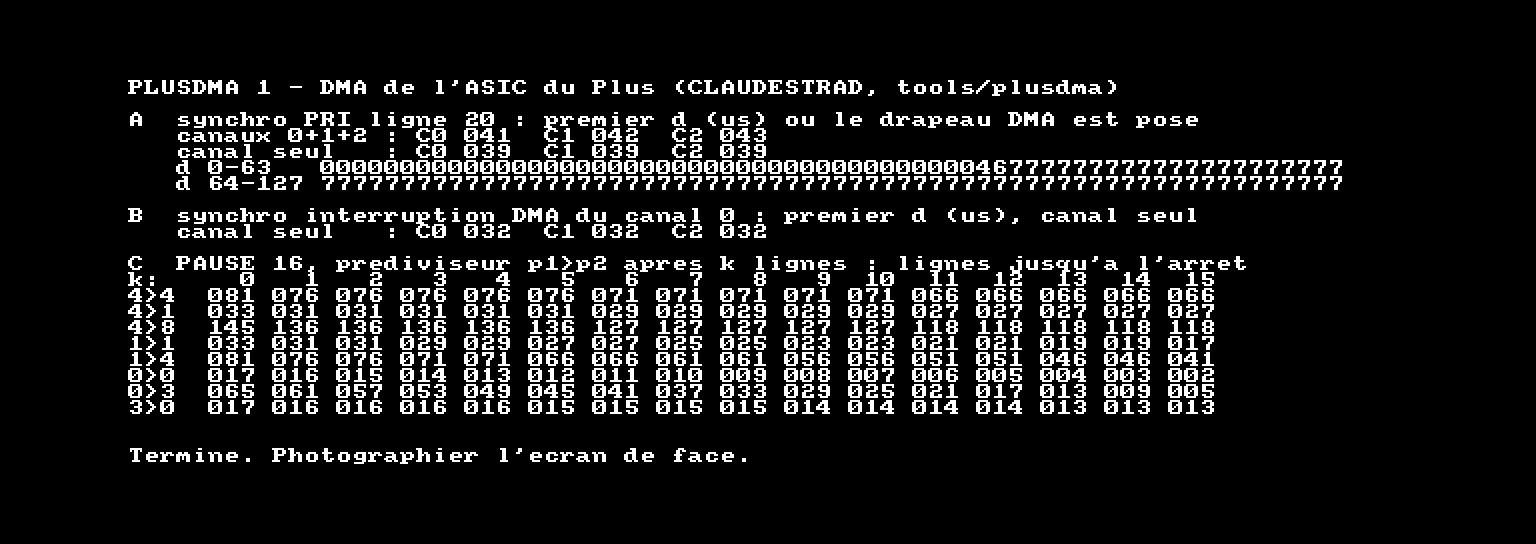 PLUSDMA 1 - DMA de l'ASIC du Plus (CLAUDESTRAD, tools/plusdma)
A  synchro PRI ligne 20 : premier d (us) ou le drapeau DMA est pose
   canaux 0+1+2 : C0 041  C1 042  C2 043
   canal seul   : C0 039  C1 039  C2 039
   d 0-63   0000000000000000000000000000000000000000046777777777777777777777
   d 64-127 7777777777777777777777777777777777777777777777777777777777777777
B  synchro interruption DMA du canal 0 : premier d (us), canal seul
   canal seul   : C0 032  C1 032  C2 032
C  PAUSE 16, prediviseur p1>p2 apres k lignes : lignes jusqu'a l'arret
k:     0   1   2   3   4   5   6   7   8   9  10  11  12  13  14  15
4>4  081 076 076 076 076 076 071 071 071 071 071 066 066 066 066 066
4>1  033 031 031 031 031 031 029 029 029 029 029 027 027 027 027 027
4>8  145 136 136 136 136 136 127 127 127 127 127 118 118 118 118 118
1>1  033 031 031 029 029 027 027 025 025 023 023 021 021 019 019 017
1>4  081 076 076 071 071 066 066 061 061 056 056 051 051 046 046 041
0>0  017 016 015 014 013 012 011 010 009 008 007 006 005 004 003 002
0>3  065 061 057 053 049 045 041 037 033 029 025 021 017 013 009 005
3>0  017 016 016 016 016 015 015 015 015 014 014 014 014 013 013 013
Termine. Photographier l'ecran de face.